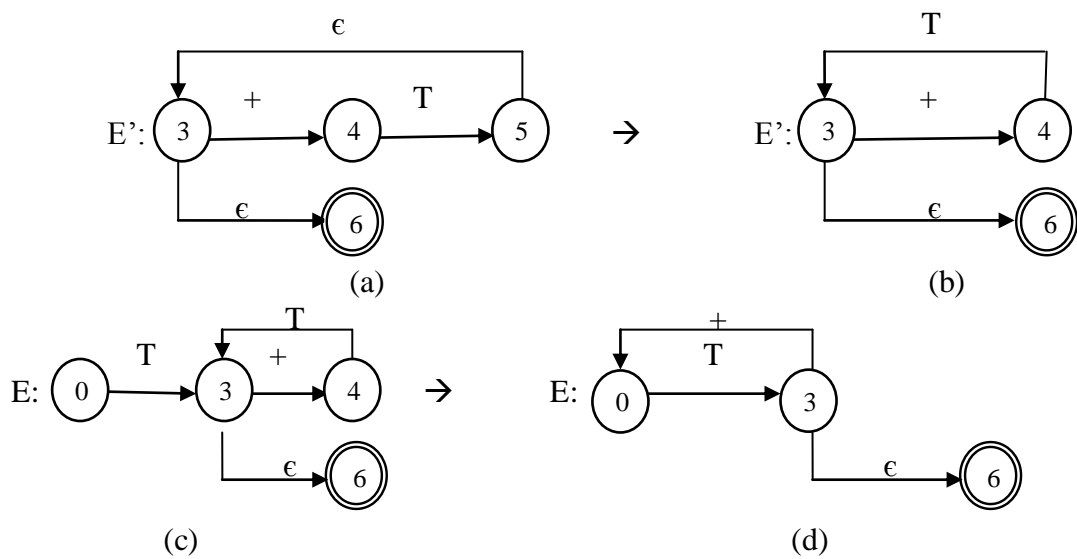 є T
+ T +
E’: 3 4 5 → E’: 3 4
є 6 є 6
(a) (b)
T +
T + T
E: 0 3 4 → E: 0 3
є 6 є 6
(c) (d)